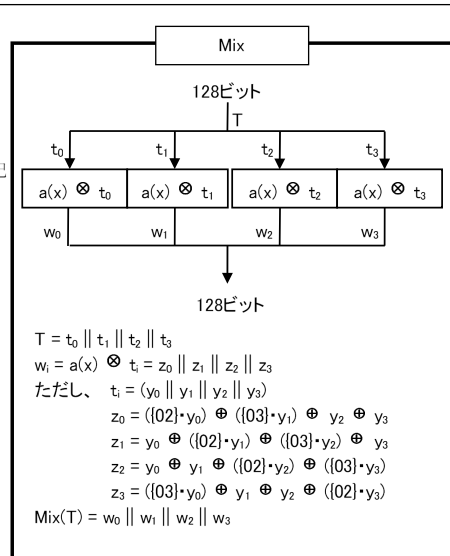 Mix
128ビット
T
t₀ t₁ t₂ t₃
a(x) ⊗ t₀ a(x) ⊗ t₁ a(x) ⊗ t₂ a(x) ⊗ t₃
w₀ w₁ w₂ w₃
128ビット
T = t₀ || t₁ || t₂ || t₃
wᵢ = a(x) ⊗ tᵢ = z₀ || z₁ || z₂ || z₃
ただし、 tᵢ = (y₀ || y₁ || y₂ || y₃)
z₀ = ({02}・y₀) ⊕ ({03}・y₁) ⊕ y₂ ⊕ y₃
z₁ = y₀ ⊕ ({02}・y₁) ⊕ ({03}・y₂) ⊕ y₃
z₂ = y₀ ⊕ y₁ ⊕ ({02}・y₂) ⊕ ({03}・y₃)
z₃ = ({03}・y₀) ⊕ y₁ ⊕ y₂ ⊕ ({02}・y₃)
Mix(T) = w₀ || w₁ || w₂ || w₃